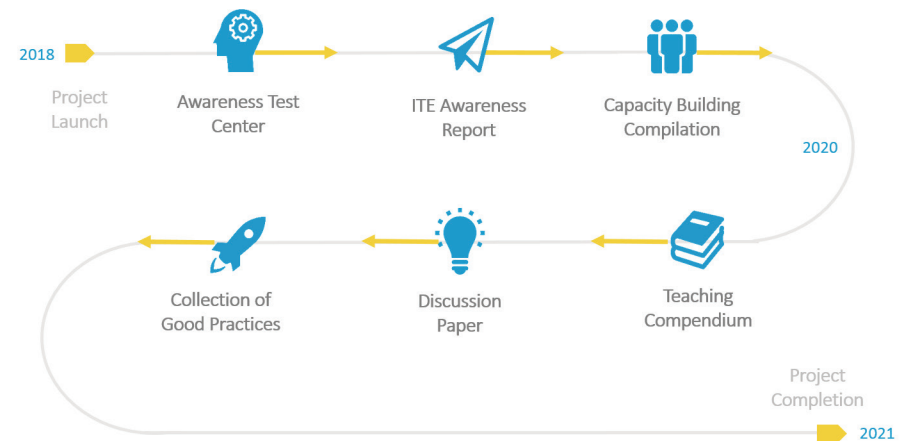 2018
Project
Launch
Awareness Test
Center
ITE Awareness
Report
Capacity Building
Compilation
2020
Teaching
Compendium
Discussion
Paper
Collection of
Good Practices
Project
Completion
2021